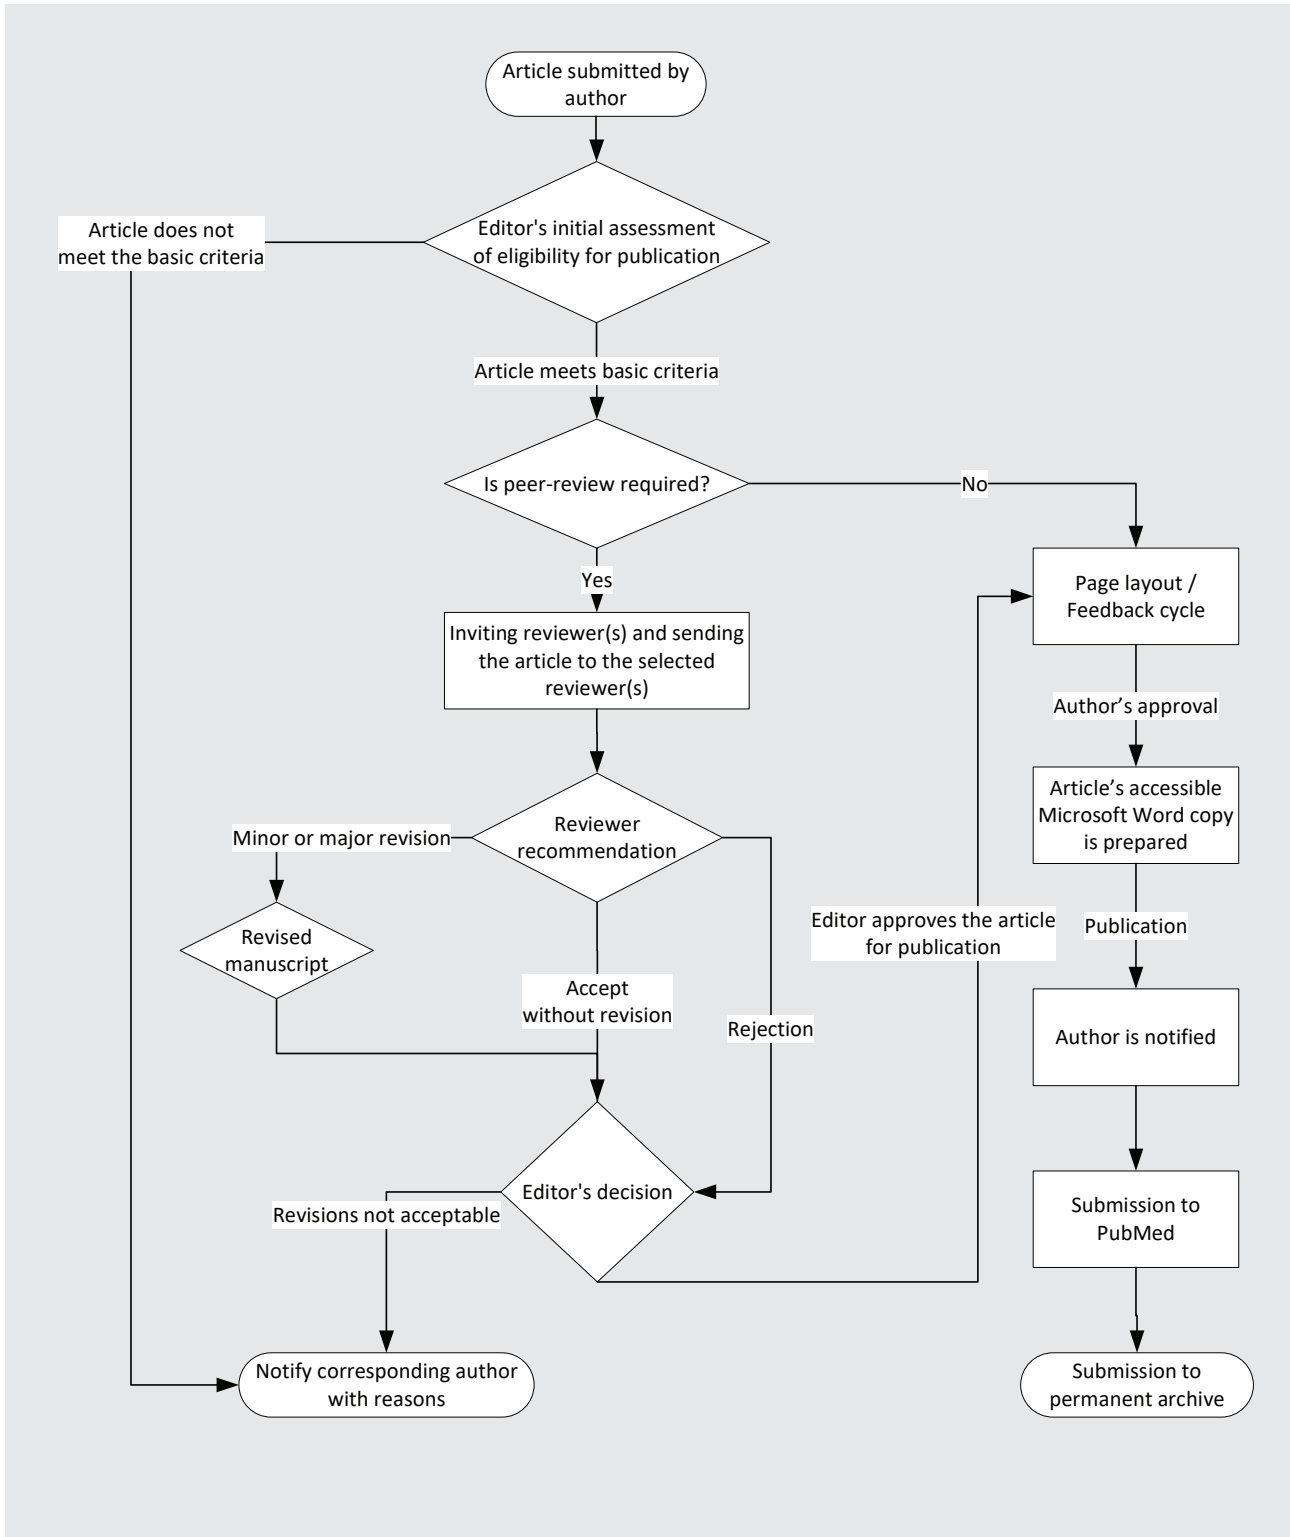 Article submitted by
author
Editor's initial assessment
of eligibility for publication
Article does not
meet the basic criteria
Article meets basic criteria
Is peer-review required?
No
Yes
Page layout /
Feedback cycle
Inviting reviewer(s) and sending
the article to the selected
reviewer(s)
Author’s approval
Article’s accessible
Microsoft Word copy
is prepared
Reviewer
recommendation
Minor or major revision
Revised
manuscript
Editor approves the article
for publication
Publication
Accept
without revision
Rejection
Author is notified
Editor's decision
Revisions not acceptable
Submission to
PubMed
Notify corresponding author
with reasons
Submission to
permanent archive